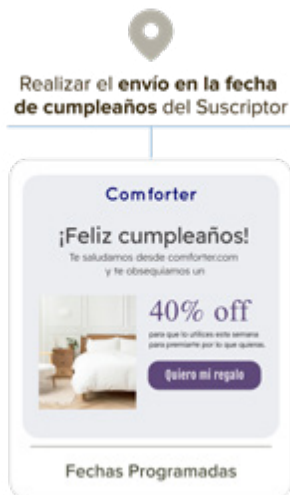 Realizar el envío en la fecha
de cumpleaños del Suscriptor
Comforter
¡Feliz cumpleaños!
Te saludamos desde comforter.com
y te obsequiamos un
40% off
para que lo utilices esta semana
para premiarte por lo que quieras.
Quiero mi regalo
Fechas Programadas